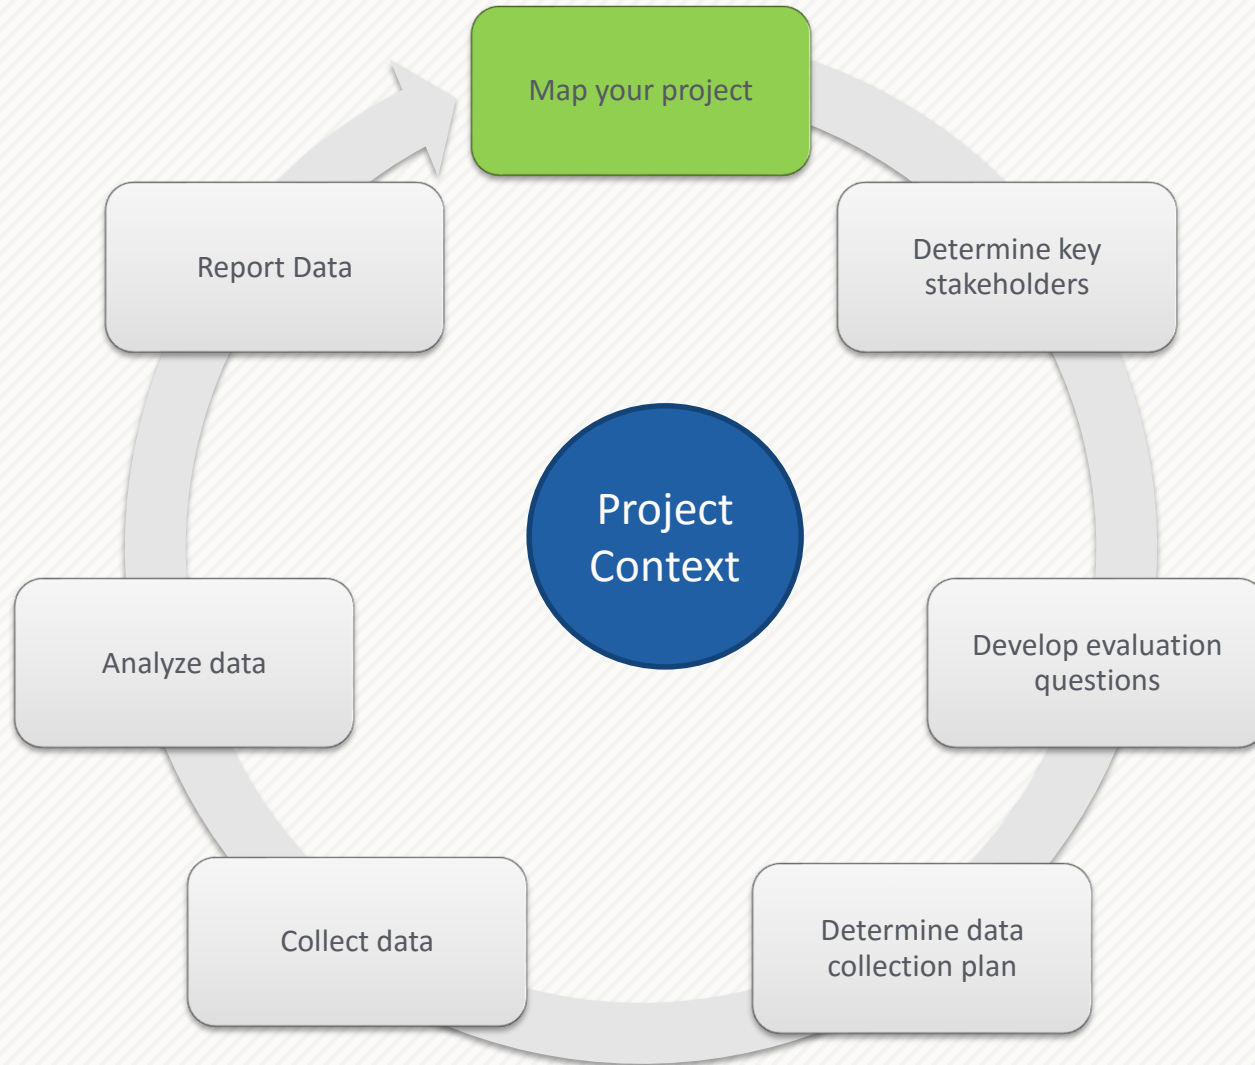 Map your project
Determine key
stakeholders
Develop evaluation
questions
Determine data
collection plan
Collect data
Analyze data
Report Data
Project
Context